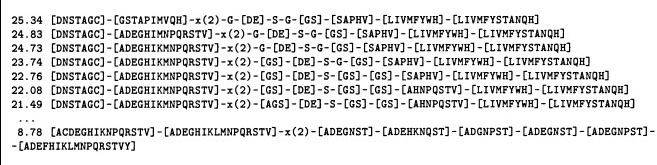 25.34 [DNSTAGC]-[GSTAPIMVQH]-x(2)-G-[DE]-S-G-[GS]-[SAPHV]-[LIVMFYWH]-[LIVMFYSTANQH]
24.83 [DNSTAGC]-[ADEGHIMNPQRSTV]-x(2)-G-[DE]-S-G-[GS]-[SAPHV]-[LIVMFYWH]-[LIVMFYSTANQH]
24.73 [DNSTAGC]-[ADEGHIKMNPQRSTV]-x(2)-G-[DE]-S-G-[GS]-[SAPHV]-[LIVMFYWH]-[LIVMFYSTANQH]
23.74 [DNSTAGC]-[ADEGHIKMNPQRSTV]-x(2)-[GS]-[DE]-S-G-[GS]-[SAPHV]-[LIVMFYWH]-[LIVMFYSTANQH]
22.76 [DNSTAGC]-[ADEGHIKMNPQRSTV]-x(2)-[GS]-[DE]-S-[GS]-[GS]-[SAPHV]-[LIVMFYWH]-[LIVMFYSTANQH]
22.08 [DNSTAGC]-[ADEGHIKMNPQRSTV]-x(2)-[GS]-[DE]-S-[GS]-[GS]-[AHNPQSTV]-[LIVMFYWH]-[LIVMFYSTANQH]
21.49 [DNSTAGC]-[ADEGHIKMNPQRSTV]-x(2)-[AGS]-[DE]-S-[GS]-[GS]-[AHNPQSTV]-[LIVMFYWH]-[LIVMFYSTANQH]
...
8.78 [ACDEGHIKNPQRSTV]-[ADEGHIKLMNPQRSTV]-x(2)-[ADEGNST]-[ADEHKNQST]-[ADGNPST]-[ADEGNST]-[ADEGNPST]-
-[ADEFHIKLMNPQRSTVY]